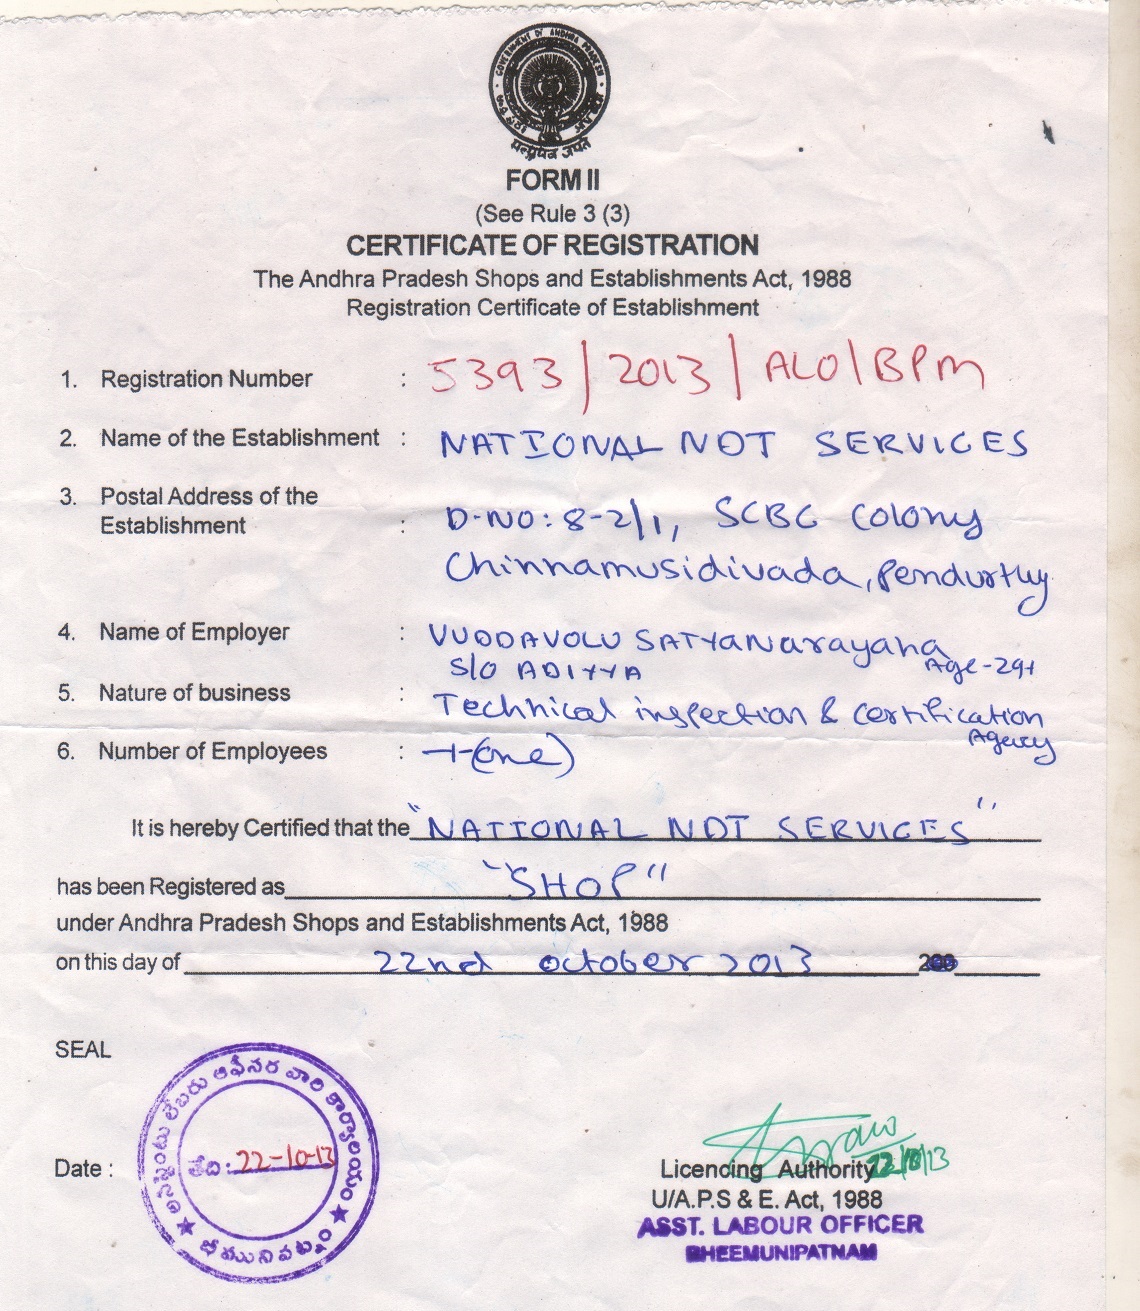 GOVERNMENT OF ANDHRA PRADESH
सत्यमेव जयते
FORM II
(See Rule 3 (3)
CERTIFICATE OF REGISTRATION
The Andhra Pradesh Shops and Establishments Act, 1988
Registration Certificate of Establishment
1. Registration Number : 5393/2013/ALO/BPM
2. Name of the Establishment : NATIONAL NDT SERVICES
3. Postal Address of the
Establishment : D-NO: 8-2/1, SCBC Colony
Chinnamusidivada, Pendurthy
4. Name of Employer : VUDDAVOLU SATYANarayana
S/O ADITYA Age-29+
5. Nature of business : Technical inspection & Certification
Agency
6. Number of Employees : -1-(one)
It is hereby Certified that the "NATIONAL NDT SERVICES"
has been Registered as "SHOP"
under Andhra Pradesh Shops and Establishments Act, 1988
on this day of 22nd October 2013
SEAL
అసిస్టెంటు లేబరు ఆఫీసర వారి కార్యాలయం
తేది: 22-10-13
భీమునిపట్నం
Date :
Licencing Authority 22/10/13
U/A.P.S & E. Act, 1988
ASST. LABOUR OFFICER
BHEEMUNIPATNAM